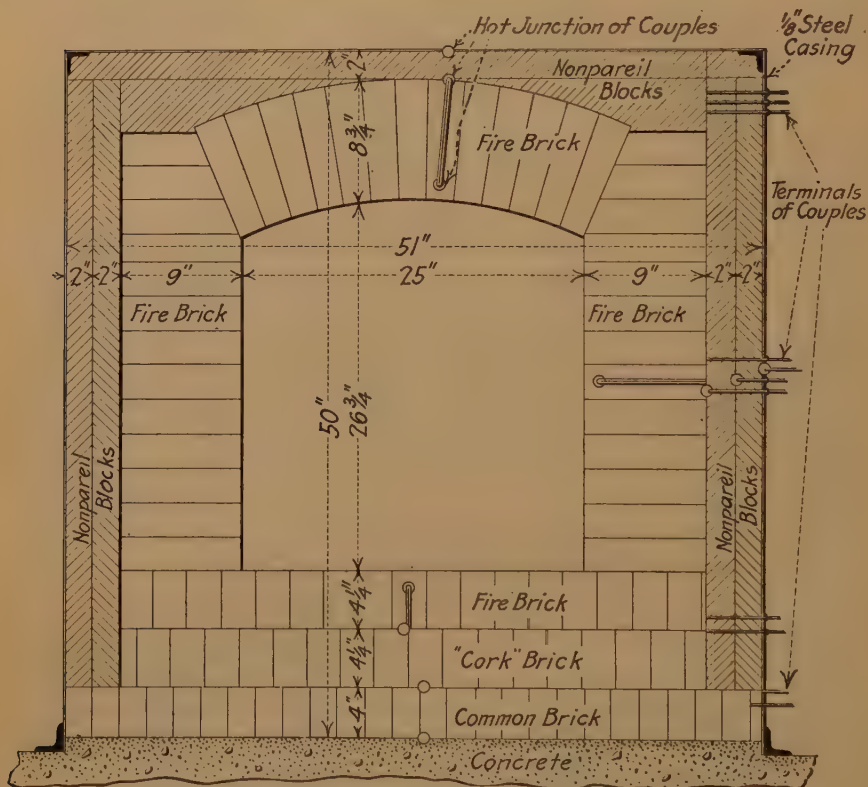 Hot Junction of Couples
1/8" Steel
Casing
2"
Nonpareil
Blocks
8 3/4"
Fire Brick
Terminals
of Couples
51"
2"
2"
9"
25"
9"
2"
2"
Fire Brick
Fire Brick
50"
26 3/4"
Nonpareil
Blocks
Nonpareil
Blocks
4 1/4"
Fire Brick
4 1/4"
"Cork" Brick
4"
Common Brick
Concrete